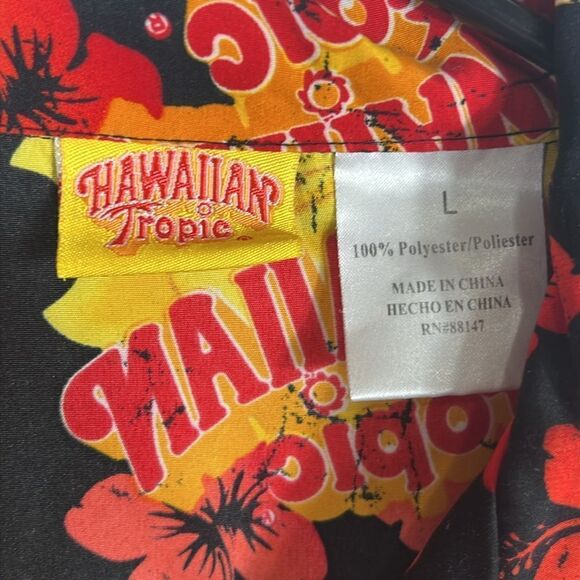 HAWAIIAN
Tropic®
L
100% Polyester/Poliester
MADE IN CHINA
HECHO EN CHINA
RN#88147